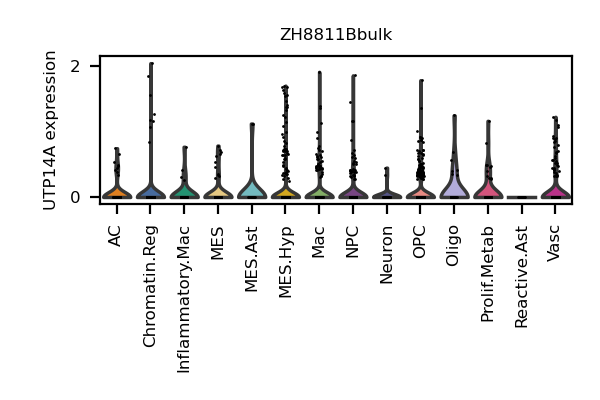 ZH8811Bbulk
UTP14A expression
2
0
AC
Chromatin.Reg
Inflammatory.Mac
MES
MES.Ast
MES.Hyp
Mac
NPC
Neuron
OPC
Oligo
Prolif.Metab
Reactive.Ast
Vasc